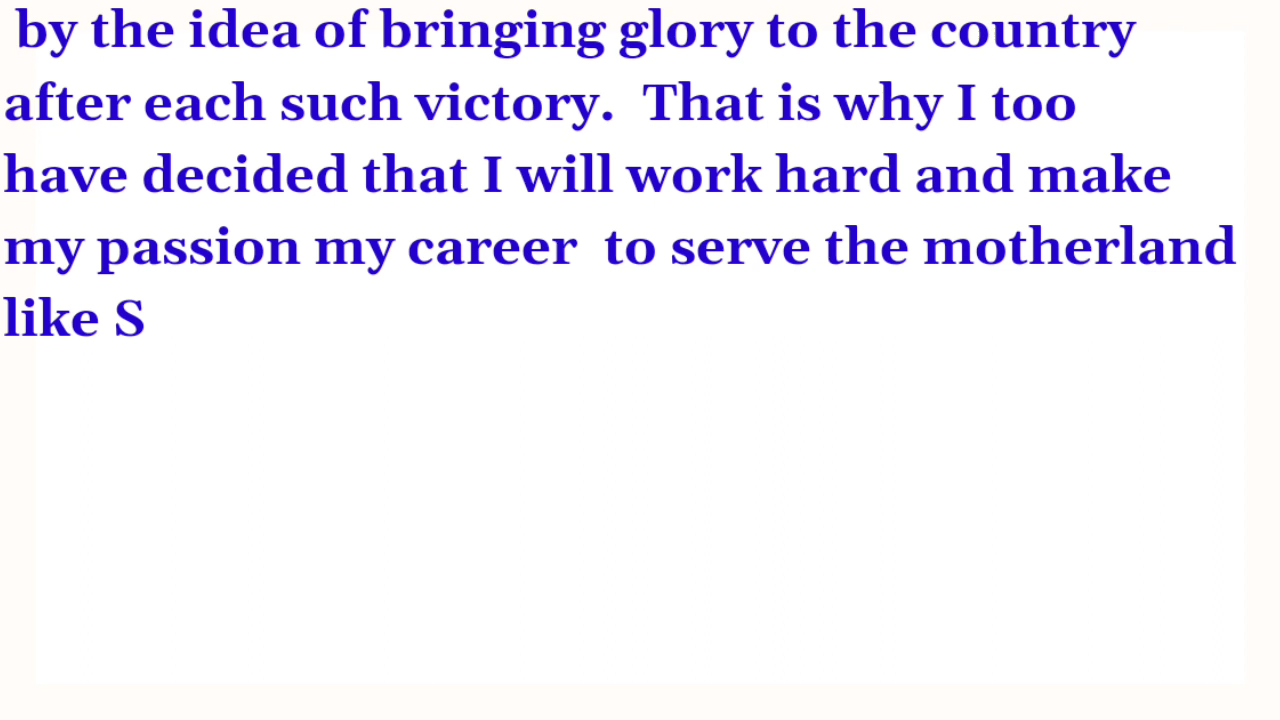 by the idea of bringing glory to the country
after each such victory.  That is why I too
have decided that I will work hard and make
my passion my career  to serve the motherland
like S